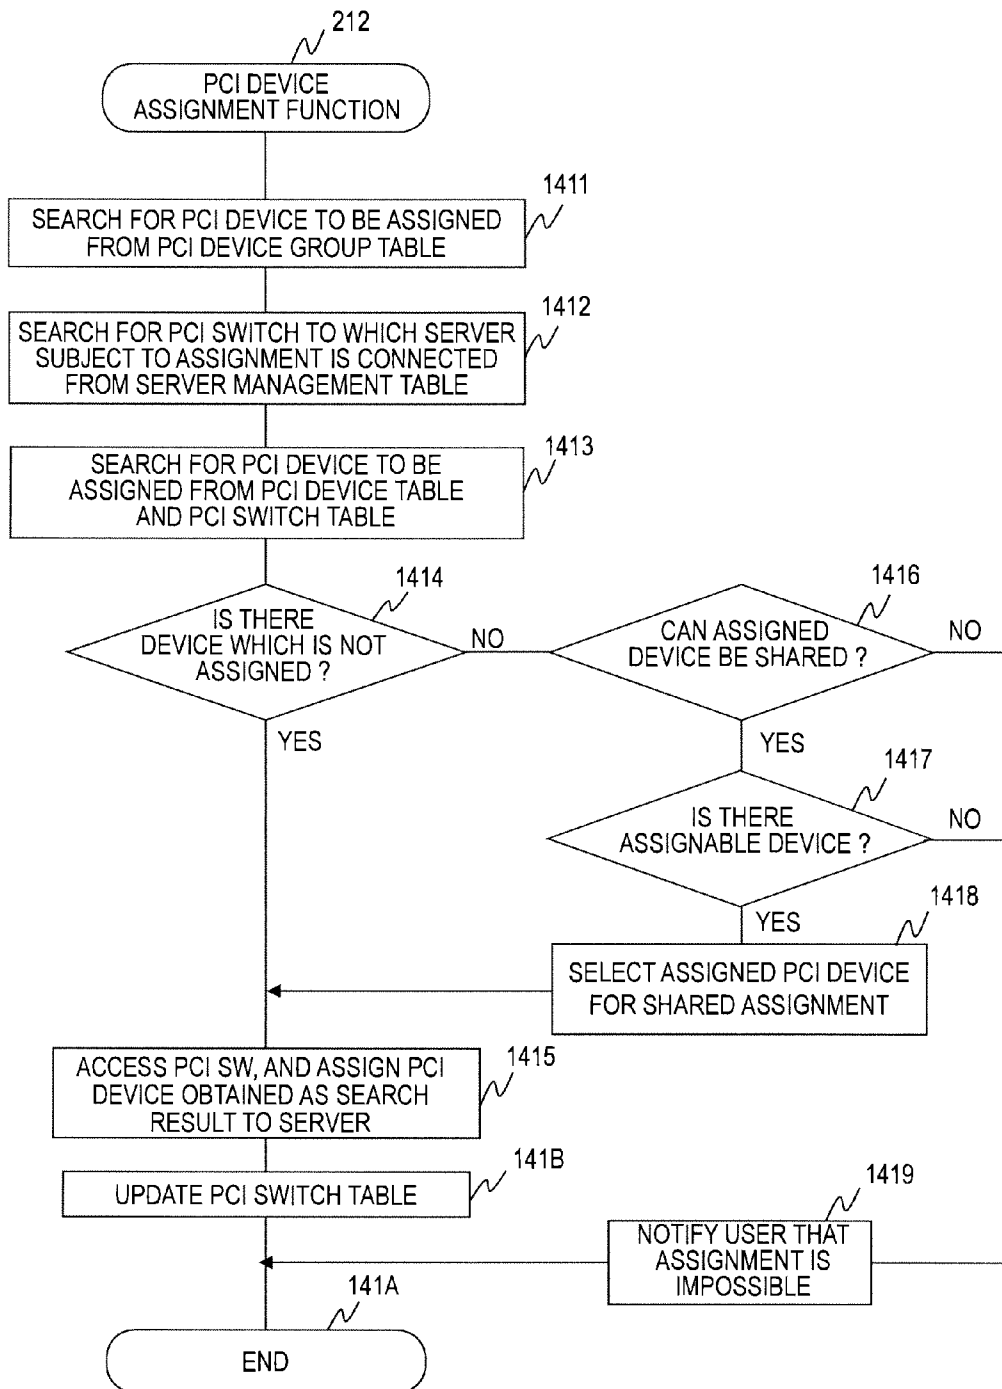 212
PCI DEVICE
ASSIGNMENT FUNCTION
1411
SEARCH FOR PCI DEVICE TO BE ASSIGNED
FROM PCI DEVICE GROUP TABLE
1412
SEARCH FOR PCI SWITCH TO WHICH SERVER
SUBJECT TO ASSIGNMENT IS CONNECTED
FROM SERVER MANAGEMENT TABLE
1413
SEARCH FOR PCI DEVICE TO BE
ASSIGNED FROM PCI DEVICE TABLE
AND PCI SWITCH TABLE
1414
IS THERE
DEVICE WHICH IS NOT
ASSIGNED ?
NO
YES
1416
CAN ASSIGNED
DEVICE BE SHARED ?
NO
YES
1417
IS THERE
ASSIGNABLE DEVICE ?
NO
YES
1418
SELECT ASSIGNED PCI DEVICE
FOR SHARED ASSIGNMENT
1415
ACCESS PCI SW, AND ASSIGN PCI
DEVICE OBTAINED AS SEARCH
RESULT TO SERVER
141B
UPDATE PCI SWITCH TABLE
1419
NOTIFY USER THAT
ASSIGNMENT IS
IMPOSSIBLE
141A
END